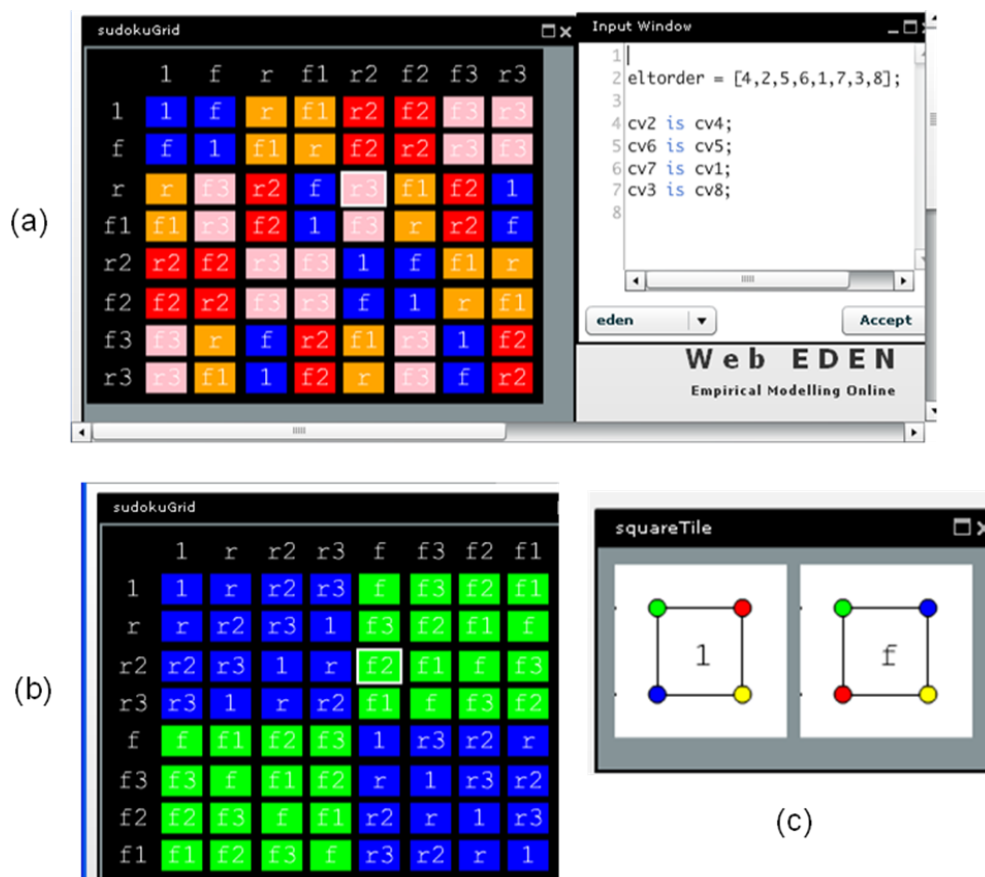 sudokuGrid
1 f r f1 r2 f2 f3 r3
1 1 f r f1 r2 f2 f3 r3
f f 1 f1 r f2 r2 r3 f3
r r f3 r2 f r3 f1 f2 1
f1 f1 r3 f2 1 f3 r r2 f
r2 r2 f2 r3 f3 1 f f1 r
f2 f2 r2 f3 r3 f 1 r f1
f3 f3 r f r2 f1 r3 1 f2
r3 r3 f1 1 f2 r f3 f r2
(a)
Input Window
1
2 eltorder = [4,2,5,6,1,7,3,8];
3
4 cv2 is cv4;
5 cv6 is cv5;
6 cv7 is cv1;
7 cv3 is cv8;
8
eden
Accept
Web EDEN
Empirical Modelling Online
sudokuGrid
1 r r2 r3 f f3 f2 f1
1 1 r r2 r3 f f3 f2 f1
r r r2 r3 1 f3 f2 f1 f
r2 r2 r3 1 r f2 f1 f f3
r3 r3 1 r r2 f1 f f3 f2
f f f1 f2 f3 1 r3 r2 r
f3 f3 f f1 f2 r 1 r3 r2
f2 f2 f3 f f1 r2 r 1 r3
f1 f1 f2 f3 f r3 r2 r 1
(b)
squareTile
1 f
(c)